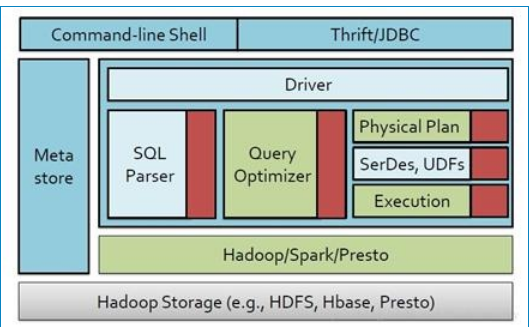 Command-line Shell
Thrift/JDBC
Meta
store
Driver
SQL
Parser
Query
Optimizer
Physical Plan
SerDes, UDFs
Execution
Hadoop/Spark/Presto
Hadoop Storage (e.g., HDFS, Hbase, Presto)